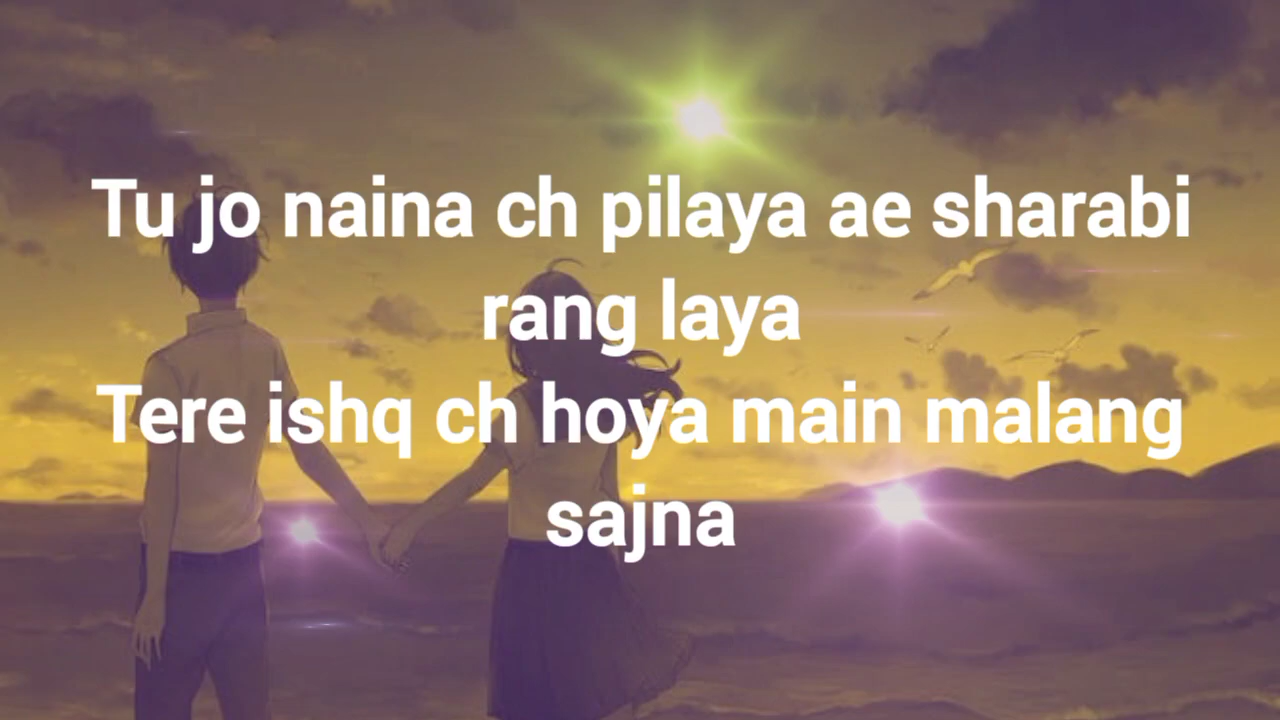 Tu jo naina ch pilaya ae sharabi
rang laya
Tere ishq ch hoya main malang
sajna